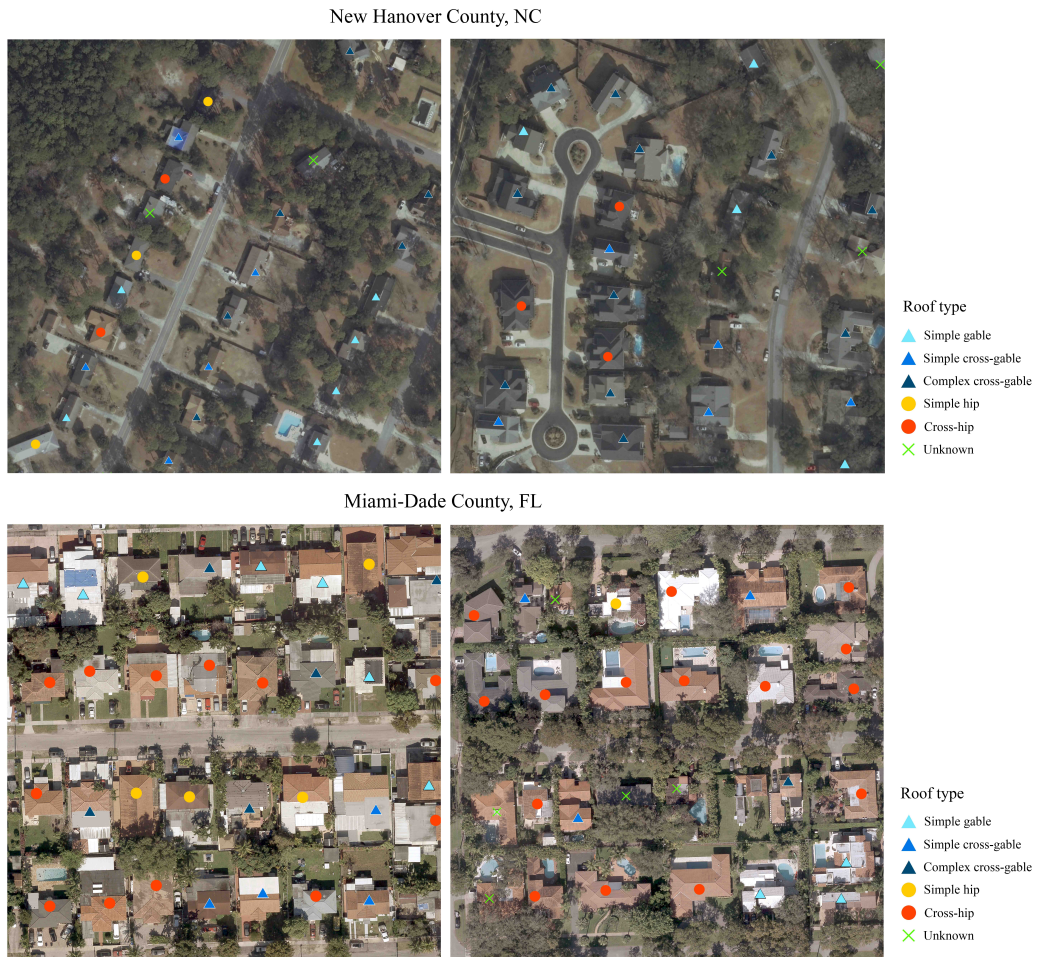 New Hanover County, NC
Roof type
Simple gable
Simple cross-gable
Complex cross-gable
Simple hip
Cross-hip
Unknown
Miami-Dade County, FL
Roof type
Simple gable
Simple cross-gable
Complex cross-gable
Simple hip
Cross-hip
Unknown